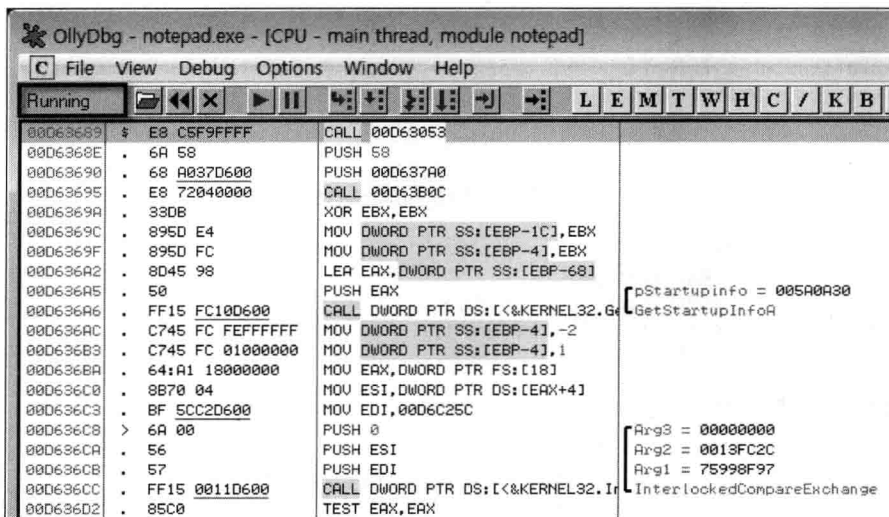 OllyDbg - notepad.exe - [CPU - main thread, module notepad]
C File View Debug Options Window Help
Running L E M T W H C / K B
00D63689 $ E8 C5F9FFFF CALL 00D63053
00D6368E . 6A 58 PUSH 58
00D63690 . 68 A037D600 PUSH 00D637A0
00D63695 . E8 72040000 CALL 00D63B0C
00D6369A . 33DB XOR EBX,EBX
00D6369C . 895D E4 MOV DWORD PTR SS:[EBP-1C],EBX
00D6369F . 895D FC MOV DWORD PTR SS:[EBP-4],EBX
00D636A2 . 8D45 98 LEA EAX,DWORD PTR SS:[EBP-68]
00D636A5 . 50 PUSH EAX pStartupinfo = 005A0A30
00D636A6 . FF15 FC10D600 CALL DWORD PTR DS:[<&KERNEL32.Ge GetStartupInfoA
00D636AC . C745 FC FEFFFFFF MOV DWORD PTR SS:[EBP-4],-2
00D636B3 . C745 FC 01000000 MOV DWORD PTR SS:[EBP-4],1
00D636BA . 64:A1 18000000 MOV EAX,DWORD PTR FS:[18]
00D636C0 . 8B70 04 MOV ESI,DWORD PTR DS:[EAX+4]
00D636C3 . BF 5CC2D600 MOV EDI,00D6C25C
00D636C8 > 6A 00 PUSH 0 Arg3 = 00000000
00D636CA . 56 PUSH ESI Arg2 = 0013FC2C
00D636CB . 57 PUSH EDI Arg1 = 75998F97
00D636CC . FF15 0011D600 CALL DWORD PTR DS:[<&KERNEL32.In InterlockedCompareExchange
00D636D2 . 85C0 TEST EAX,EAX